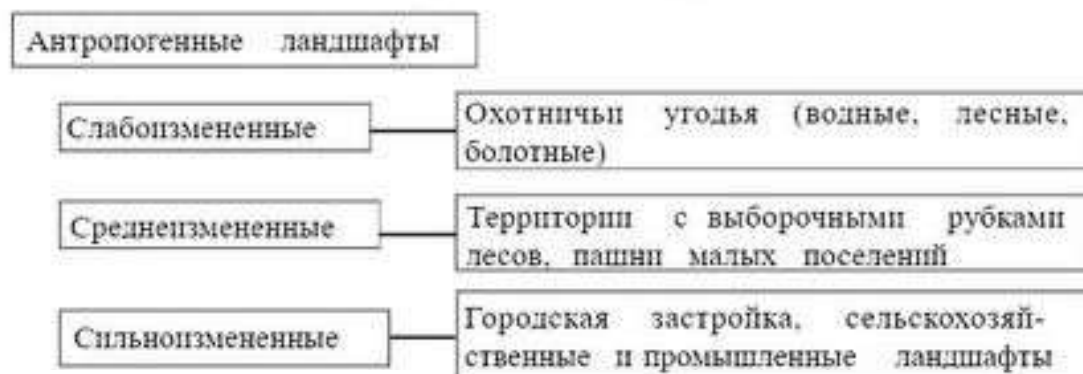 Антропогенные ландшафты
Слабоизмененные
Охотничьи угодья (водные, лесные,
болотные)
Среднеизмененные
Территории с выборочными рубками
лесов, пашни малых поселений
Сильноизмененные
Городская застройка, сельскохозяй-
ственные и промышленные ландшафты